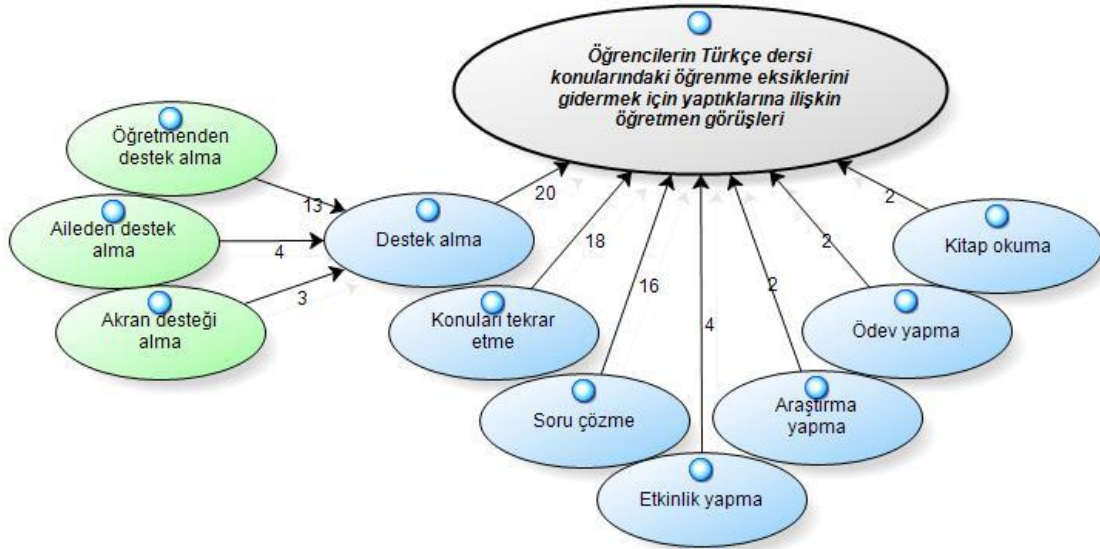 Öğrencilerin Türkçe dersi
konularındaki öğrenme eksiklerini
gidermek için yaptıklarına ilişkin
öğretmen görüşleri
Öğretmenden
destek alma
13
Aileden destek
alma
4
Akran desteği
alma
3
Destek alma
20
Konuları tekrar
etme
18
Soru çözme
16
Etkinlik yapma
4
Araştırma
yapma
2
Ödev yapma
2
Kitap okuma
2